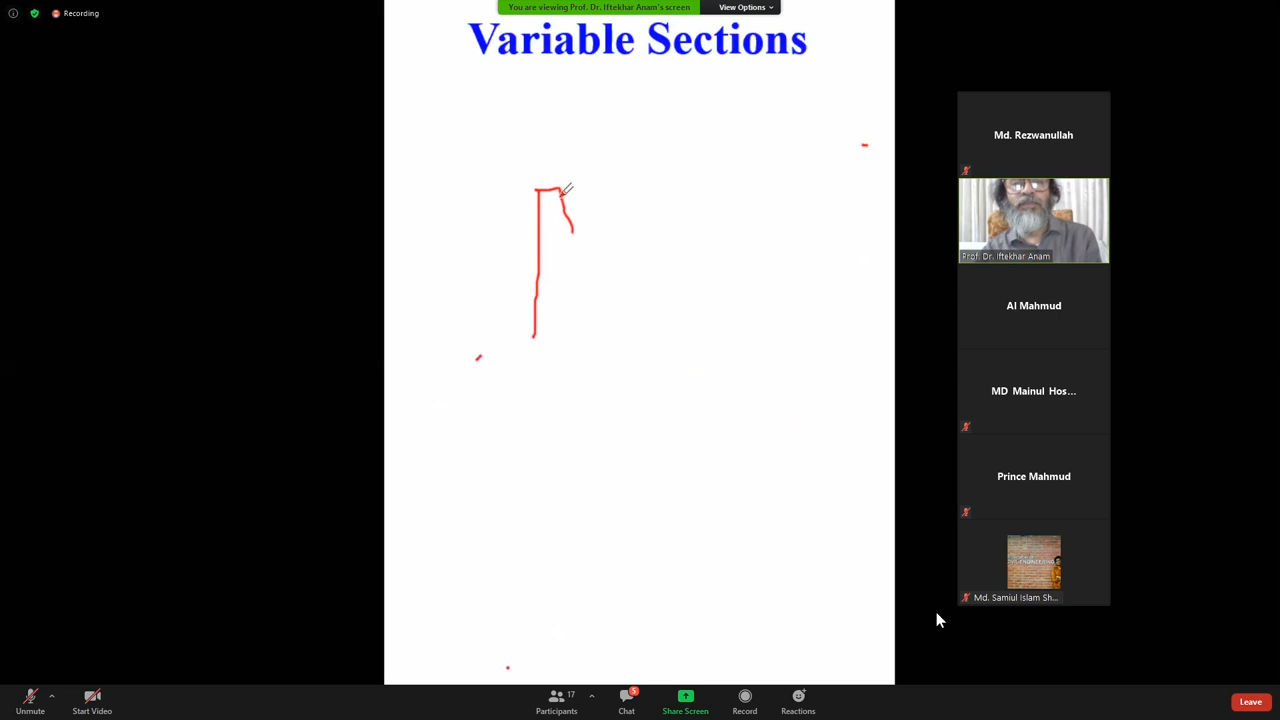 You are viewing Prof. Dr. Iftekhar Anam's screen
View Options
Recording
Variable Sections
Md. Rezwanullah
Prof. Dr. Iftekhar Anam
Al Mahmud
MD Mainul Hos...
Prince Mahmud
CIVIL ENGINEERING
Md. Samiul Islam Sh...
Unmute
Start Video
Participants
17
Chat
5
Share Screen
Record
Reactions
Leave